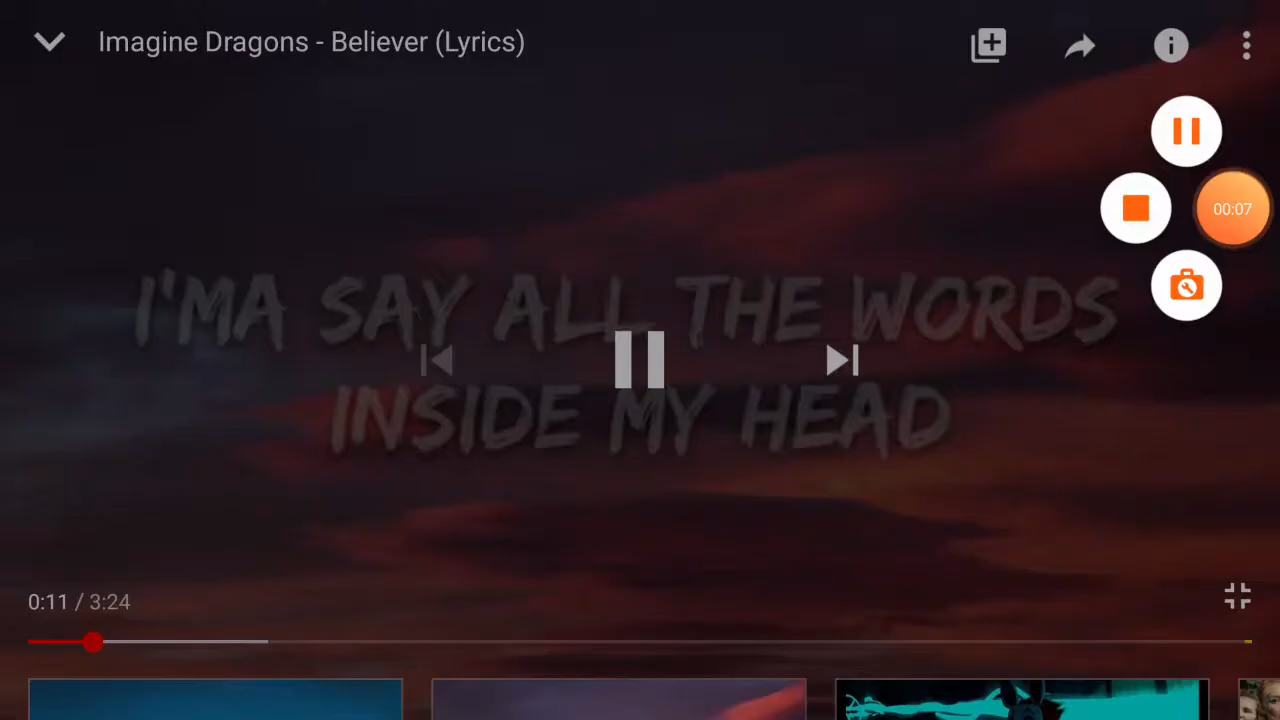 Imagine Dragons - Believer (Lyrics)
00:07
I'MA SAY ALL THE WORDS
INSIDE MY HEAD
0:11 / 3:24